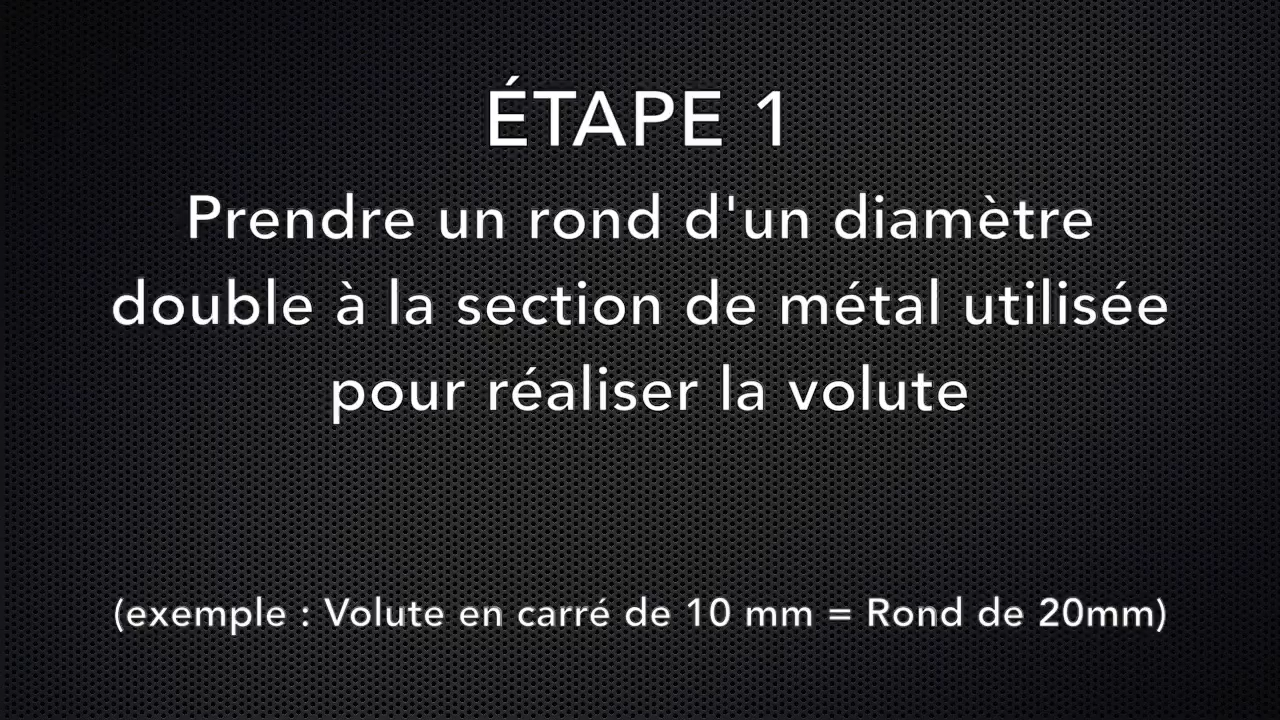 ÉTAPE 1
Prendre un rond d'un diamètre
double à la section de métal utilisée
pour réaliser la volute
(exemple : Volute en carré de 10 mm = Rond de 20mm)